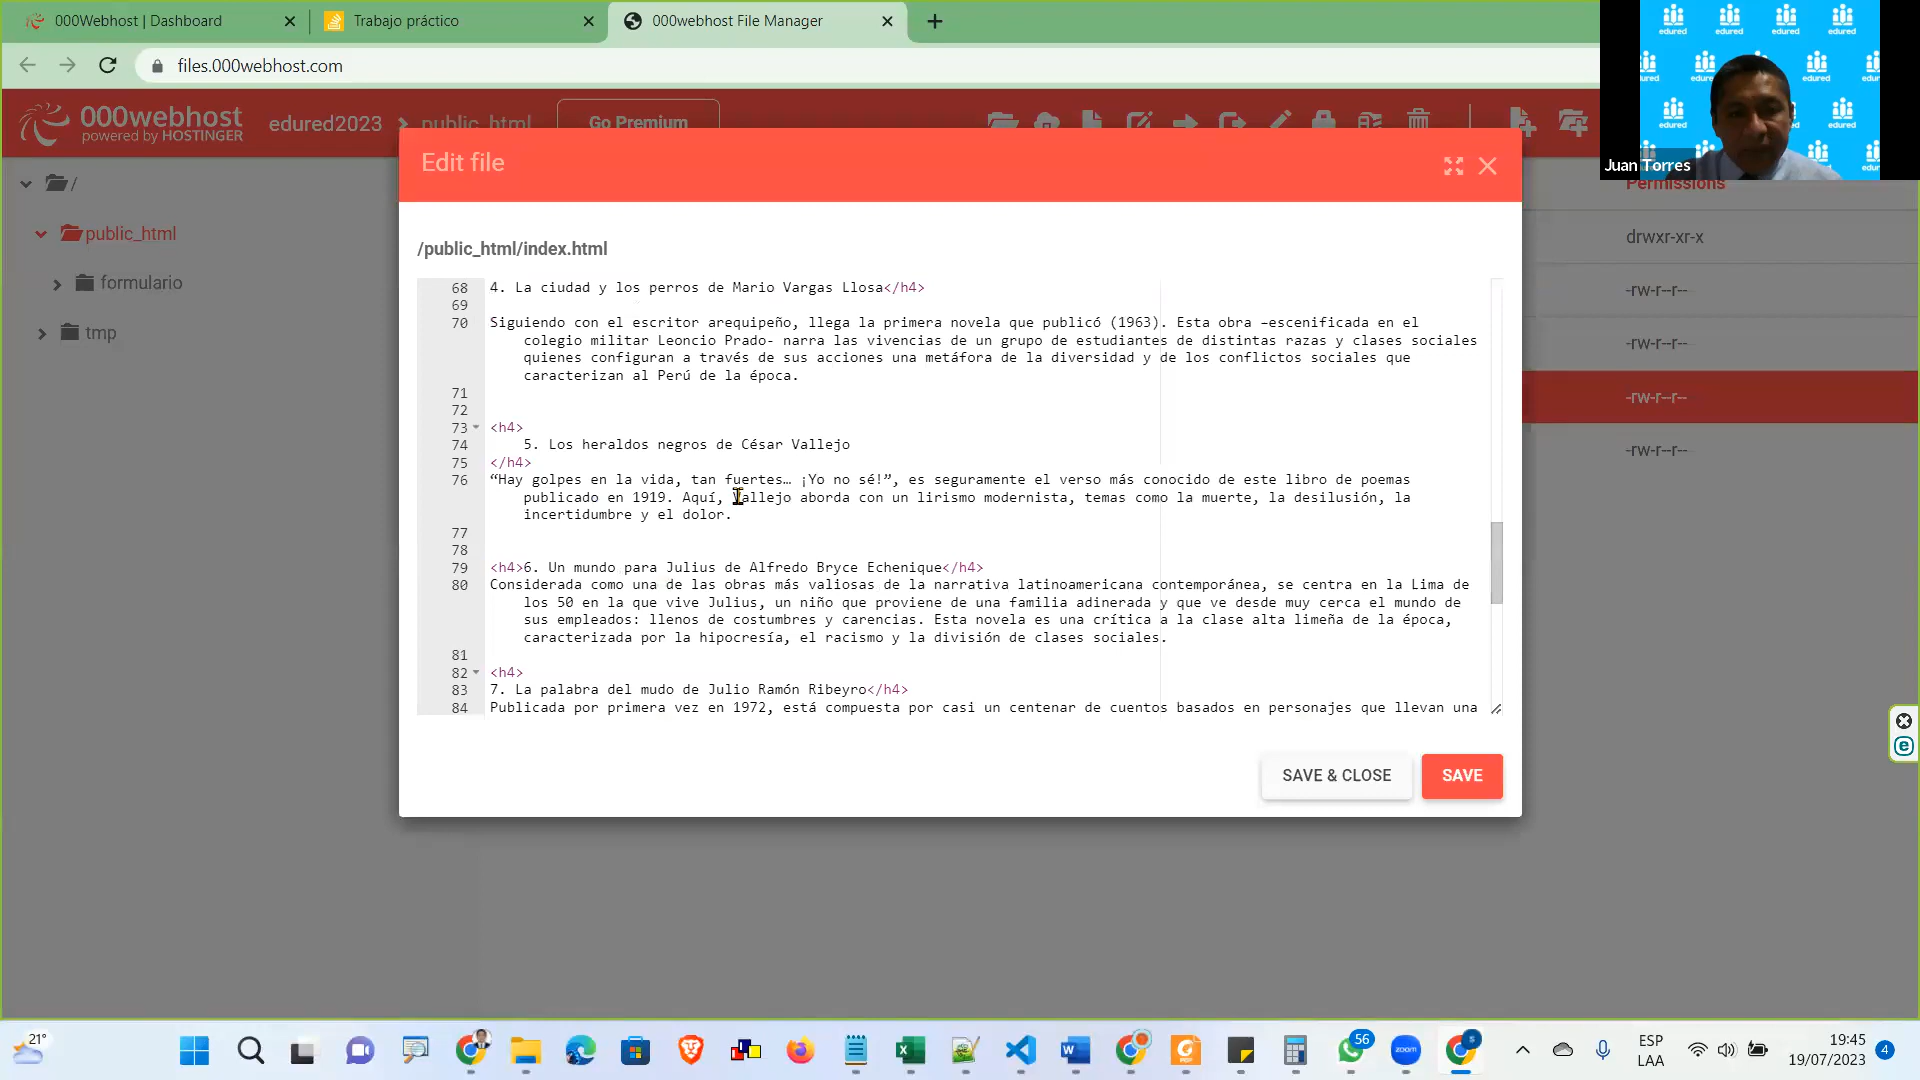 000Webhost | Dashboard
Trabajo práctico
000webhost File Manager
files.000webhost.com
000webhost
powered by HOSTINGER
edured2023 > public_html
Go Premium
edured edured edured edured
edured edured
Juan Torres
Permissions
/
public_html
formulario
tmp
drwxr-xr-x
-rw-r--r--
-rw-r--r--
-rw-r--r--
-rw-r--r--
Edit file
/public_html/index.html
68 4. La ciudad y los perros de Mario Vargas Llosa</h4>
69
70 Siguiendo con el escritor arequipeño, llega la primera novela que publicó (1963). Esta obra –escenificada en el
colegio militar Leoncio Prado- narra las vivencias de un grupo de estudiantes de distintas razas y clases sociales
quienes configuran a través de sus acciones una metáfora de la diversidad y de los conflictos sociales que
caracterizan al Perú de la época.
71
72
73 <h4>
74 5. Los heraldos negros de César Vallejo
75 </h4>
76 “Hay golpes en la vida, tan fuertes… ¡Yo no sé!”, es seguramente el verso más conocido de este libro de poemas
publicado en 1919. Aquí, Vallejo aborda con un lirismo modernista, temas como la muerte, la desilusión, la
incertidumbre y el dolor.
77
78
79 <h4>6. Un mundo para Julius de Alfredo Bryce Echenique</h4>
80 Considerada como una de las obras más valiosas de la narrativa latinoamericana contemporánea, se centra en la Lima de
los 50 en la que vive Julius, un niño que proviene de una familia adinerada y que ve desde muy cerca el mundo de
sus empleados: llenos de costumbres y carencias. Esta novela es una crítica a la clase alta limeña de la época,
caracterizada por la hipocresía, el racismo y la división de clases sociales.
81
82 <h4>
83 7. La palabra del mudo de Julio Ramón Ribeyro</h4>
84 Publicada por primera vez en 1972, está compuesta por casi un centenar de cuentos basados en personajes que llevan una
SAVE & CLOSE
SAVE
21°
56
zoom
ESP
LAA
19:45
19/07/2023
4